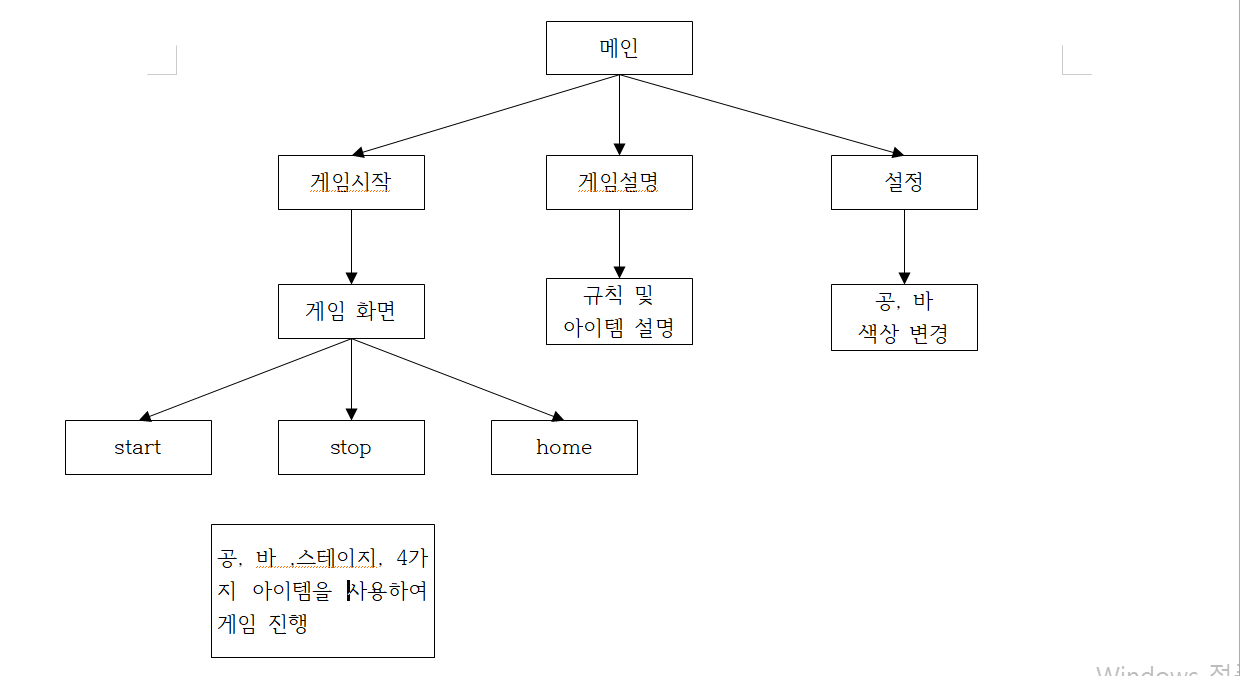 메인
게임시작
게임설명
설정
게임 화면
규칙 및
아이템 설명
공, 바
색상 변경
start
stop
home
공, 바 ,스테이지, 4가
지 아이템을 사용하여
게임 진행
Windows